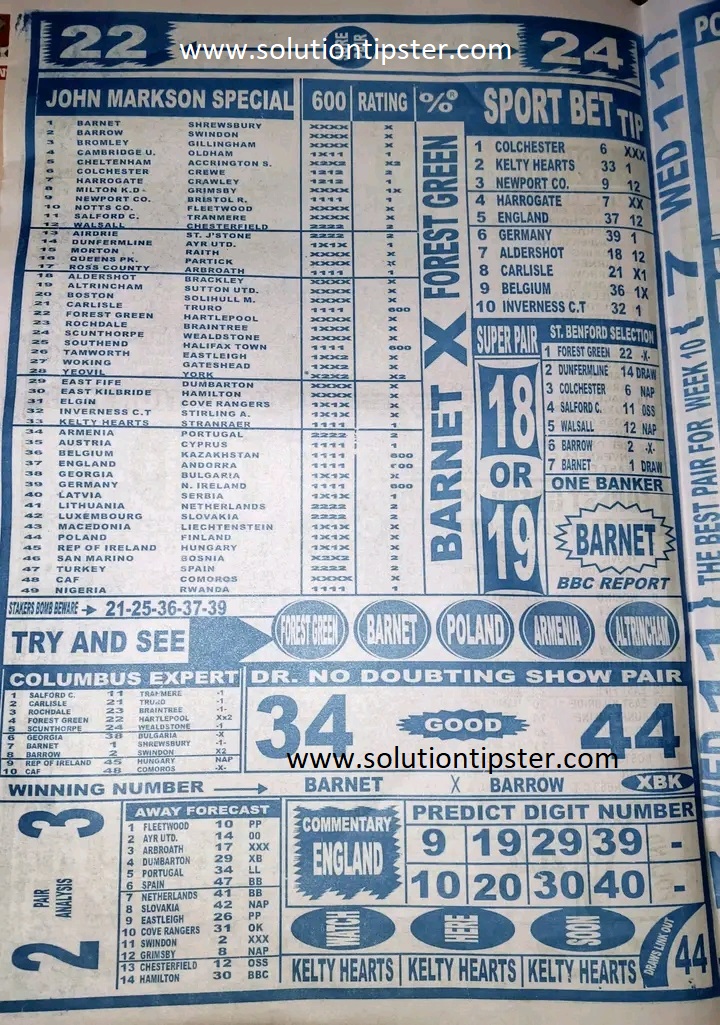 22 www.solutiontipster.com 24
JOHN MARKSON SPECIAL 600 RATING %®
1 BARNET SHREWSBURY XXXX X
2 BARROW SWINDON XXXX X
3 BROMLEY GILLINGHAM XXXX X
4 CAMBRIDGE U. OLDHAM 1X11 1
5 CHELTENHAM ACCRINGTON S. X2X2 X2
6 COLCHESTER CREWE 1212 2
7 HARROGATE CRAWLEY 1212 1
8 MILTON K.D. GRIMSBY XXXX 1X
9 NEWPORT CO. BRISTOL R. 1111 1
10 NOTTS CO. FLEETWOOD XXXX X
11 SALFORD C. TRANMERE XXXX X
12 WALSALL CHESTERFIELD 2222 2
13 AIRDRIE ST. J'STONE 2222 2
14 DUNFERMLINE AYR UTD. 1X1X 1
15 MORTON RAITH XXXX X
16 QUEENS PK. PARTICK XXXX X
17 ROSS COUNTY ARBROATH 1111 1
18 ALDERSHOT BRACKLEY XXXX X
19 ALTRINCHAM SUTTON UTD. XXXX X
20 BOSTON SOLIHULL M. XXXX X
21 CARLISLE TRURO 1111 600
22 FOREST GREEN HARTLEPOOL XXXX X
23 ROCHDALE BRAINTREE XXXX X
24 SCUNTHORPE WEALDSTONE XXXX X
25 SOUTHEND HALIFAX TOWN 1111 600
26 TAMWORTH EASTLEIGH 1XX2 X
27 WOKING GATESHEAD 1XX2 X
28 YEOVIL YORK X2X2 X2
29 EAST FIFE DUMBARTON XXXX X
30 EAST KILBRIDE HAMILTON XXXX X
31 ELGIN COVE RANGERS 1X1X X
32 INVERNESS C.T STIRLING A. 1X1X X
33 KELTY HEARTS STRANRAER 1111 1
34 ARMENIA PORTUGAL 2222 2
35 AUSTRIA CYPRUS 1111 1
36 BELGIUM KAZAKHSTAN 1111 600
37 ENGLAND ANDORRA 1111
38 GEORGIA BULGARIA 1X1X X
39 GERMANY N. IRELAND 1111 600
40 LATVIA SERBIA 1X1X 1
41 LITHUANIA NETHERLANDS 2222 2
42 LUXEMBOURG SLOVAKIA 2222 2
43 MACEDONIA LIECHTENSTEIN 1X1X X
44 POLAND FINLAND 1X1X X
45 REP OF IRELAND HUNGARY 1X1X X
46 SAN MARINO BOSNIA X2X2 2
47 TURKEY SPAIN 2222 2
48 CAF COMOROS XXXX X
49 NIGERIA RWANDA 1111 1
BARNET X FOREST GREEN
SPORT BET TIP
1 COLCHESTER 6 XXX
2 KELTY HEARTS 33 1
3 NEWPORT CO. 9 12
4 HARROGATE 7 XX
5 ENGLAND 37 12
6 GERMANY 39 1
7 ALDERSHOT 18 12
8 CARLISLE 21 X1
9 BELGIUM 36 1X
10 INVERNESS C.T 32 1
SUPER PAIR
18
OR
19
ST. BENFORD SELECTION
1 FOREST GREEN 22 -X-
2 DUNFERMLINE 14 DRAW
3 COLCHESTER 6 NAP
4 SALFORD C. 11 OSS
5 WALSALL 12 NAP
6 BARROW 2 -X-
7 BARNET 1 DRAW
ONE BANKER
BARNET
BBC REPORT
THE BEST PAIR FOR WEEK 10 { 7 WED 11 }
STAKERS BOMB BEWARE 21-25-36-37-39
TRY AND SEE FOREST GREEN BARNET POLAND ARMENIA ALTRINCHAM
COLUMBUS EXPERT
1 SALFORD C. 11 TRANMERE -1
2 CARLISLE 21 TRURO -1
3 ROCHDALE 23 BRAINTREE -1-
4 FOREST GREEN 22 HARTLEPOOL Xx2
5 SCUNTHORPE 24 WEALDSTONE -1
6 GEORGIA 38 BULGARIA -X
7 BARNET 1 SHREWSBURY -1-
8 BARROW 2 SWINDON X2
9 REP OF IRELAND 45 HUNGARY NAP
10 CAF 48 COMOROS -X-
DR. NO DOUBTING SHOW PAIR
34 GOOD 44
www.solutiontipster.com
WINNING NUMBER BARNET X BARROW XBK
2 PAIR ANALYSIS 3
AWAY FORECAST
1 FLEETWOOD 10 PP
2 AYR UTD. 14 00
3 ARBROATH 17 XXX
4 DUMBARTON 29 XB
5 PORTUGAL 34 LL
6 SPAIN 47 BB
7 NETHERLANDS 41 BB
8 SLOVAKIA 42 NAP
9 EASTLEIGH 26 PP
10 COVE RANGERS 31 OK
11 SWINDON 2 XXX
12 GRIMSBY 8 NAP
13 CHESTERFIELD 12 OSS
14 HAMILTON 30 BBC
COMMENTARY
ENGLAND
PREDICT DIGIT NUMBER
9 19 29 39 -
10 20 30 40 -
WATCH HERE SOON
KELTY HEARTS KELTY HEARTS KELTY HEARTS
DRAWS LINK OUT 44